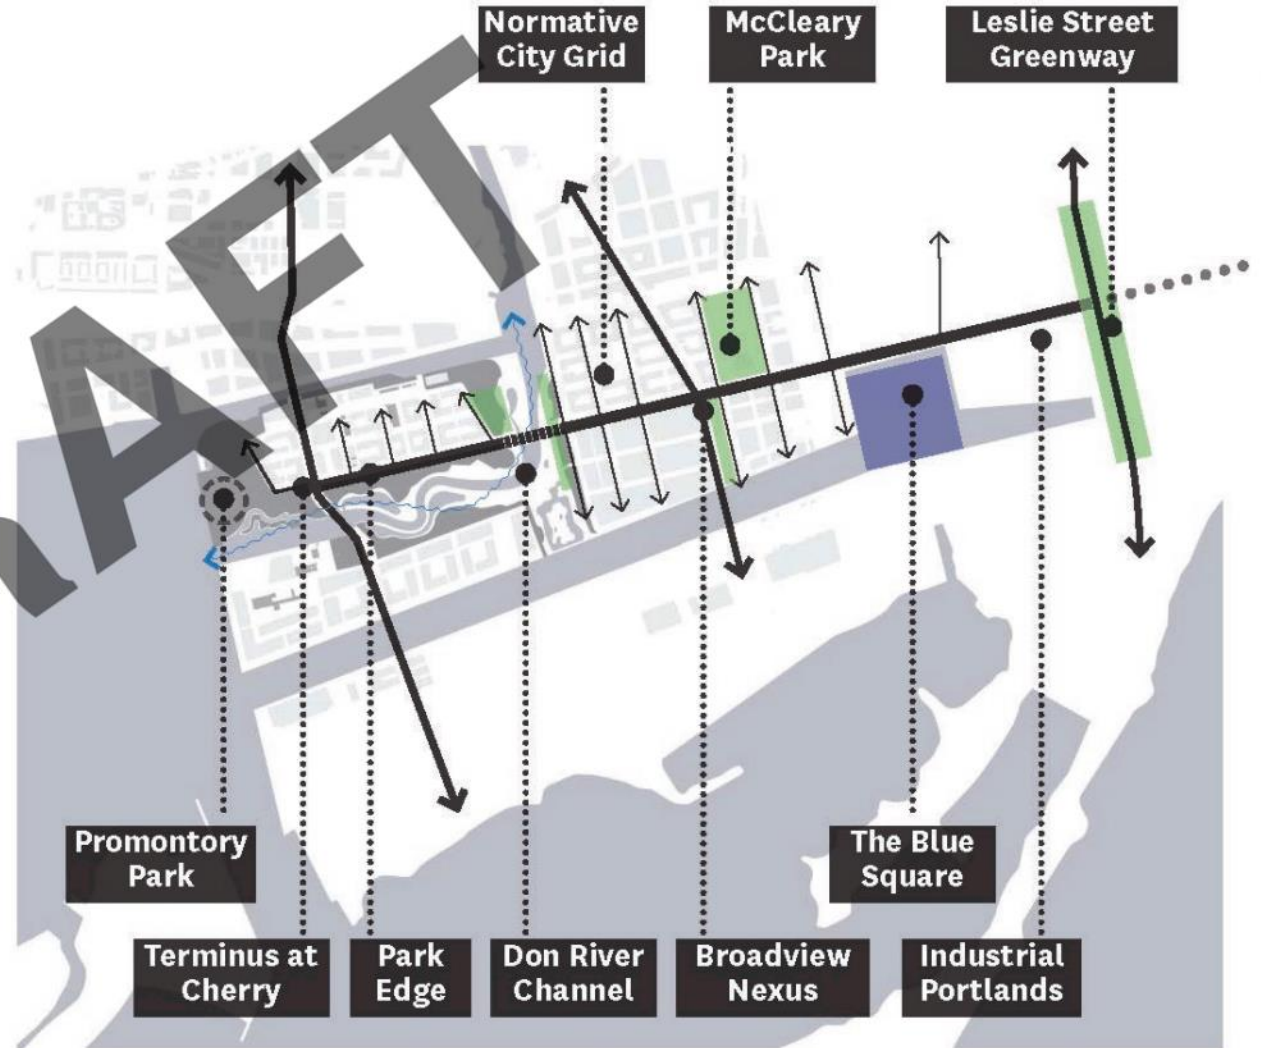 Normative
City Grid
McCleary
Park
Leslie Street
Greenway
RAFT
Promontory
Park
The Blue
Square
Terminus at
Cherry
Park
Edge
Don River
Channel
Broadview
Nexus
Industrial
Portlands